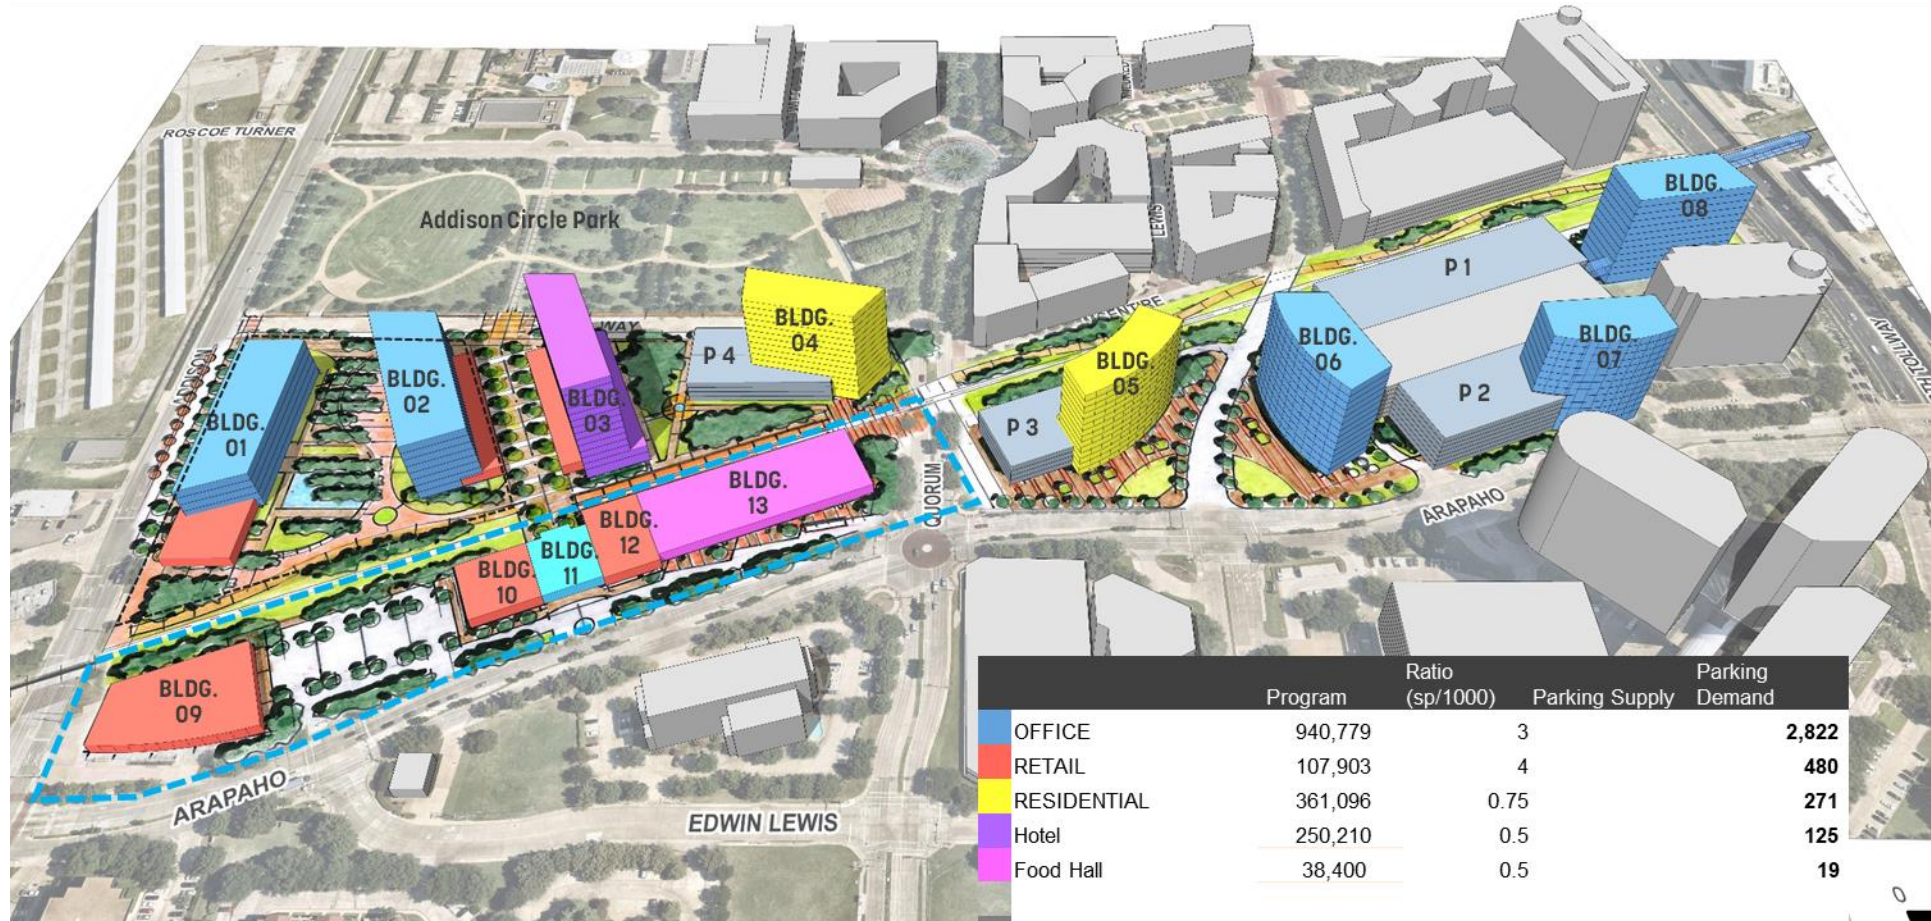 ROSCOE TURNER
Addison Circle Park
MILDRED
LEWIS
BLDG.
08
P 1
TOLLWAY
WAY
BLDG.
04
P 4
BLDG.
05
BLDG.
06
BLDG.
07
P 2
P 3
BLDG.
01
BLDG.
02
BLDG.
03
BLDG.
13
QUORUM
ARAPAHO
BLDG.
12
BLDG.
11
BLDG.
10
BLDG.
09
ARAPAHO
EDWIN LEWIS
Program Ratio (sp/1000) Parking Supply Parking Demand
OFFICE 940,779 3 2,822
RETAIL 107,903 4 480
RESIDENTIAL 361,096 0.75 271
Hotel 250,210 0.5 125
Food Hall 38,400 0.5 19